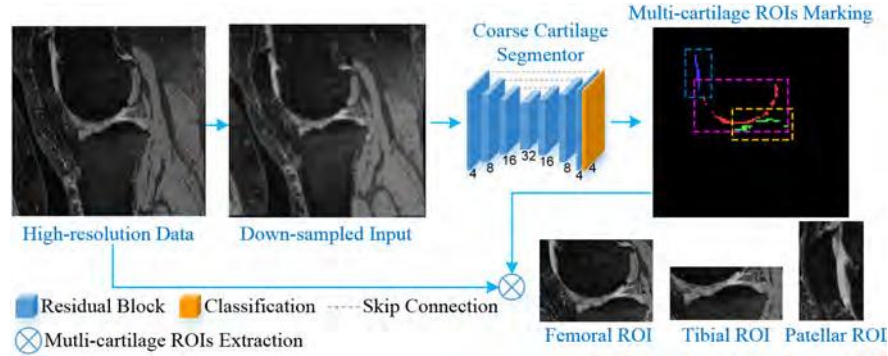 Coarse Cartilage
Segmentor
Multi-cartilage ROIs Marking
4 8 16 32 16 8 4 4
High-resolution Data
Down-sampled Input
Residual Block
Classification
Skip Connection
Mutli-cartilage ROIs Extraction
Femoral ROI
Tibial ROI
Patellar ROI